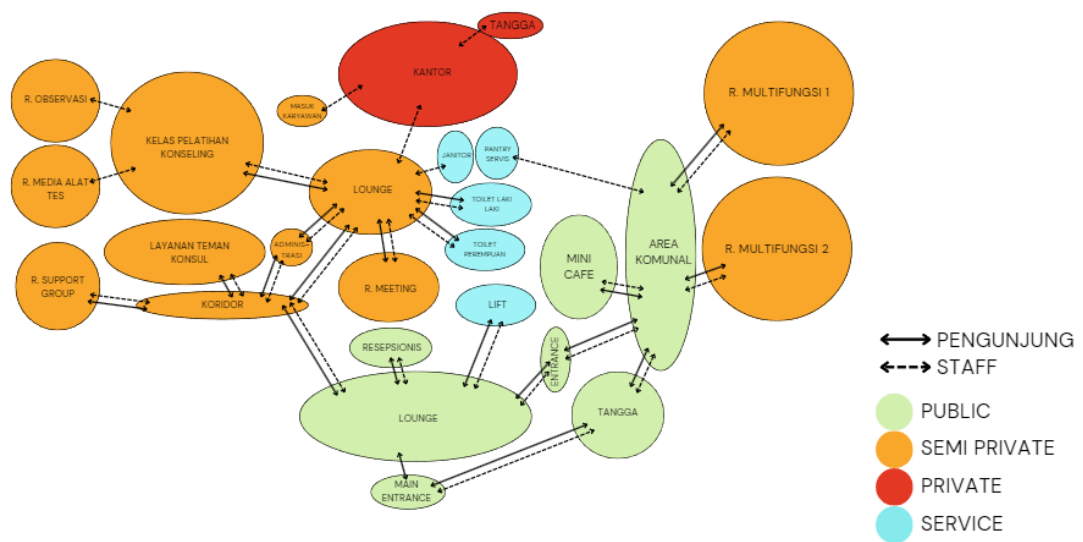 TANGGA
KANTOR
R. MULTIFUNGSI 1
R. OBSERVASI
MASUK
KARYAWAN
KELAS PELATIHAN
KONSELING
JANITOR
PANTRY
SERVIS
R. MEDIA ALAT
TES
LOUNGE
TOILET LAKI
LAKI
LAYANAN TEMAN
KONSUL
ADMINIS-
TRASI
TOILET
PEREMPUAN
AREA
KOMUNAL
R. MULTIFUNGSI 2
MINI
CAFE
R. SUPPORT
GROUP
KORIDOR
R. MEETING
LIFT
RESEPSIONIS
ENTRANCE
PENGUNJUNG
STAFF
LOUNGE
TANGGA
PUBLIC
SEMI PRIVATE
MAIN
ENTRANCE
PRIVATE
SERVICE